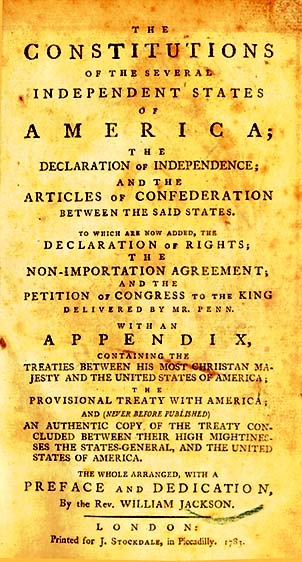 THE
CONSTITUTIONS
OF THE SEVERAL
INDEPENDENT STATES
OF
AMERICA;
THE
DECLARATION OF INDEPENDENCE;
AND THE
ARTICLES OF CONFEDERATION
BETWEEN THE SAID STATES.
TO WHICH ARE NOW ADDED, THE
DECLARATION OF RIGHTS;
THE
NON-IMPORTATION AGREEMENT;
AND THE
PETITION OF CONGRESS TO THE KING
DELIVERED BY MR. PENN.
WITH AN
APPENDIX,
CONTAINING THE
TREATIES BETWEEN HIS MOST CHRIISTAN MA-
JESTY AND THE UNITED STATES OF AMERICA;
THE
PROVISIONAL TREATY WITH AMERICA;
AND (NEVER BEFORE PUBLISHED)
AN AUTHENTIC COPY OF THE TREATY CON-
CLUDED BETWEEN THEIR HIGH MIGHTINES-
SES THE STATES-GENERAL, AND THE UNITED
STATES OF AMERICA.
THE WHOLE ARRANGED, WITH A
PREFACE AND DEDICATION,
By the Rev. WILLIAM JACKSON.
LONDON:
Printed for J. STOCKDALE, in Piccadilly. 1783.